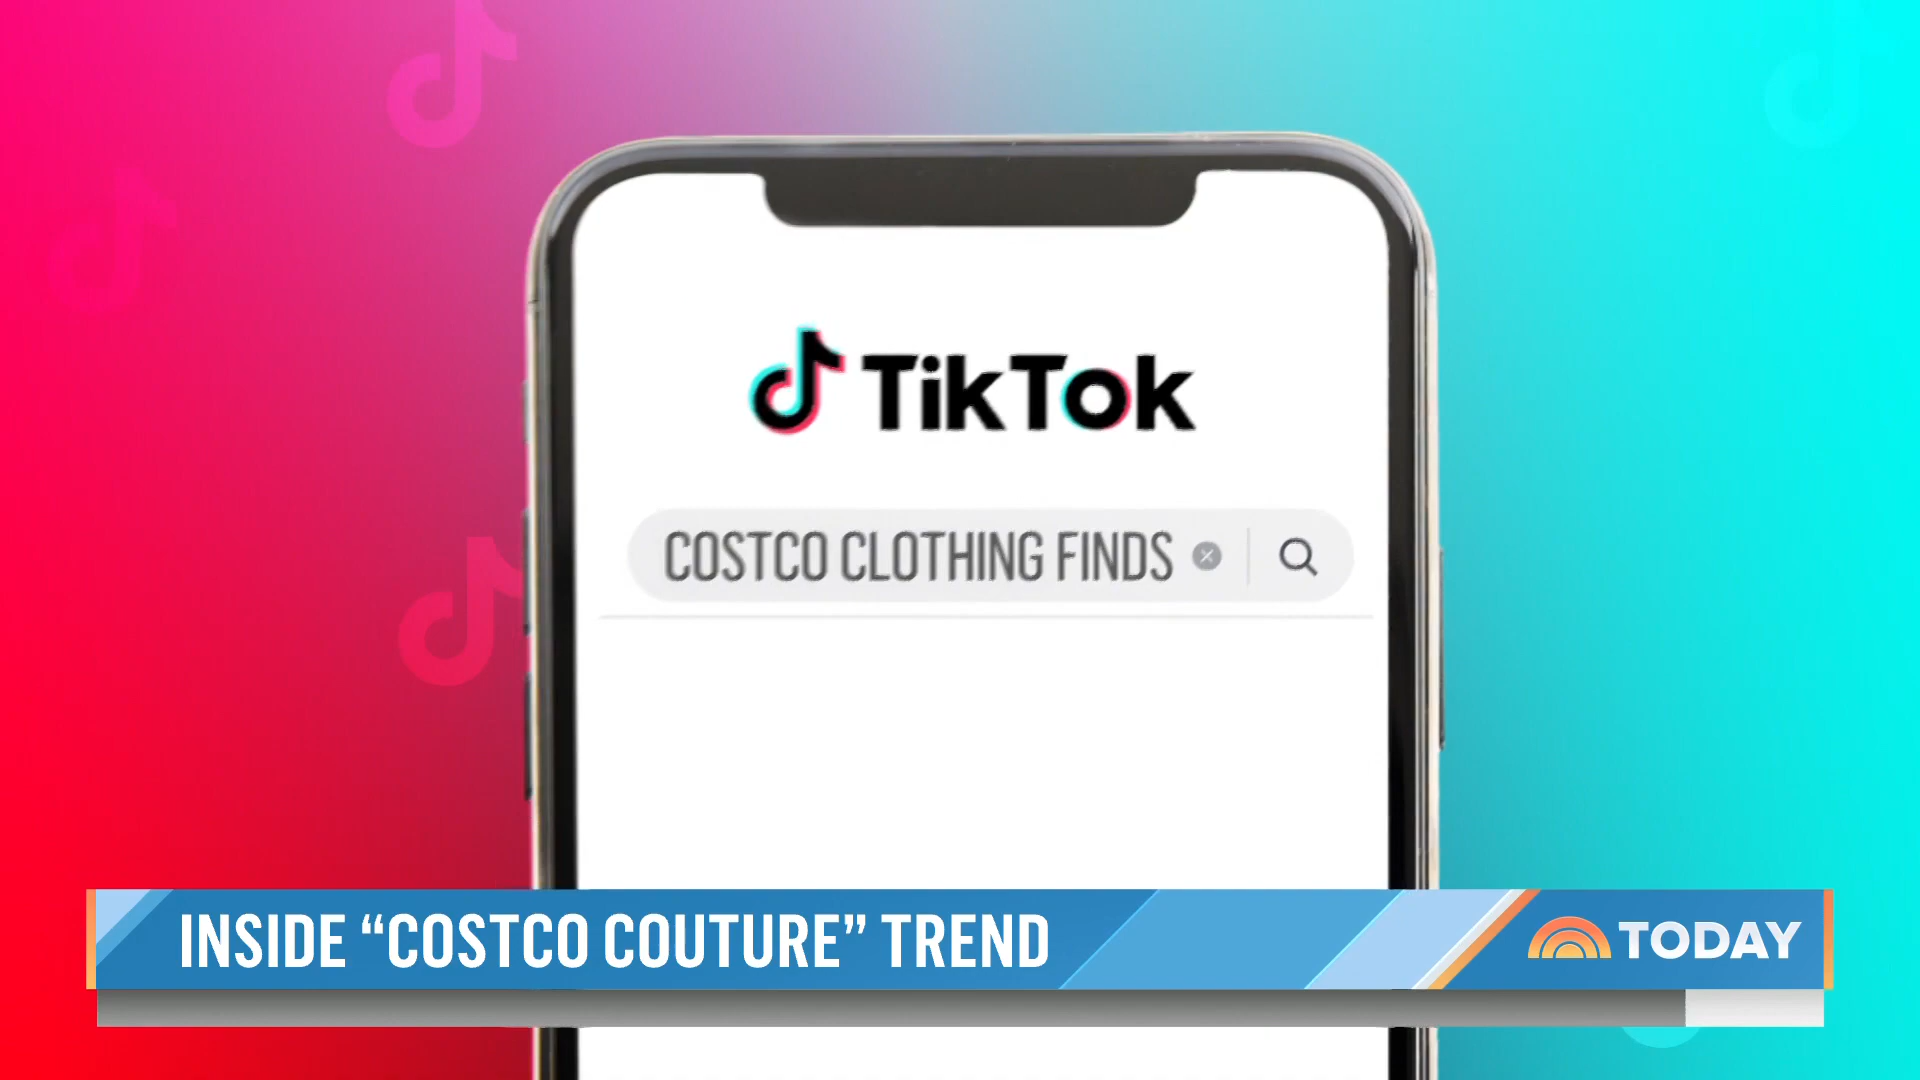 TikTok
COSTCO CLOTHING FINDS
INSIDE “COSTCO COUTURE” TREND
TODAY